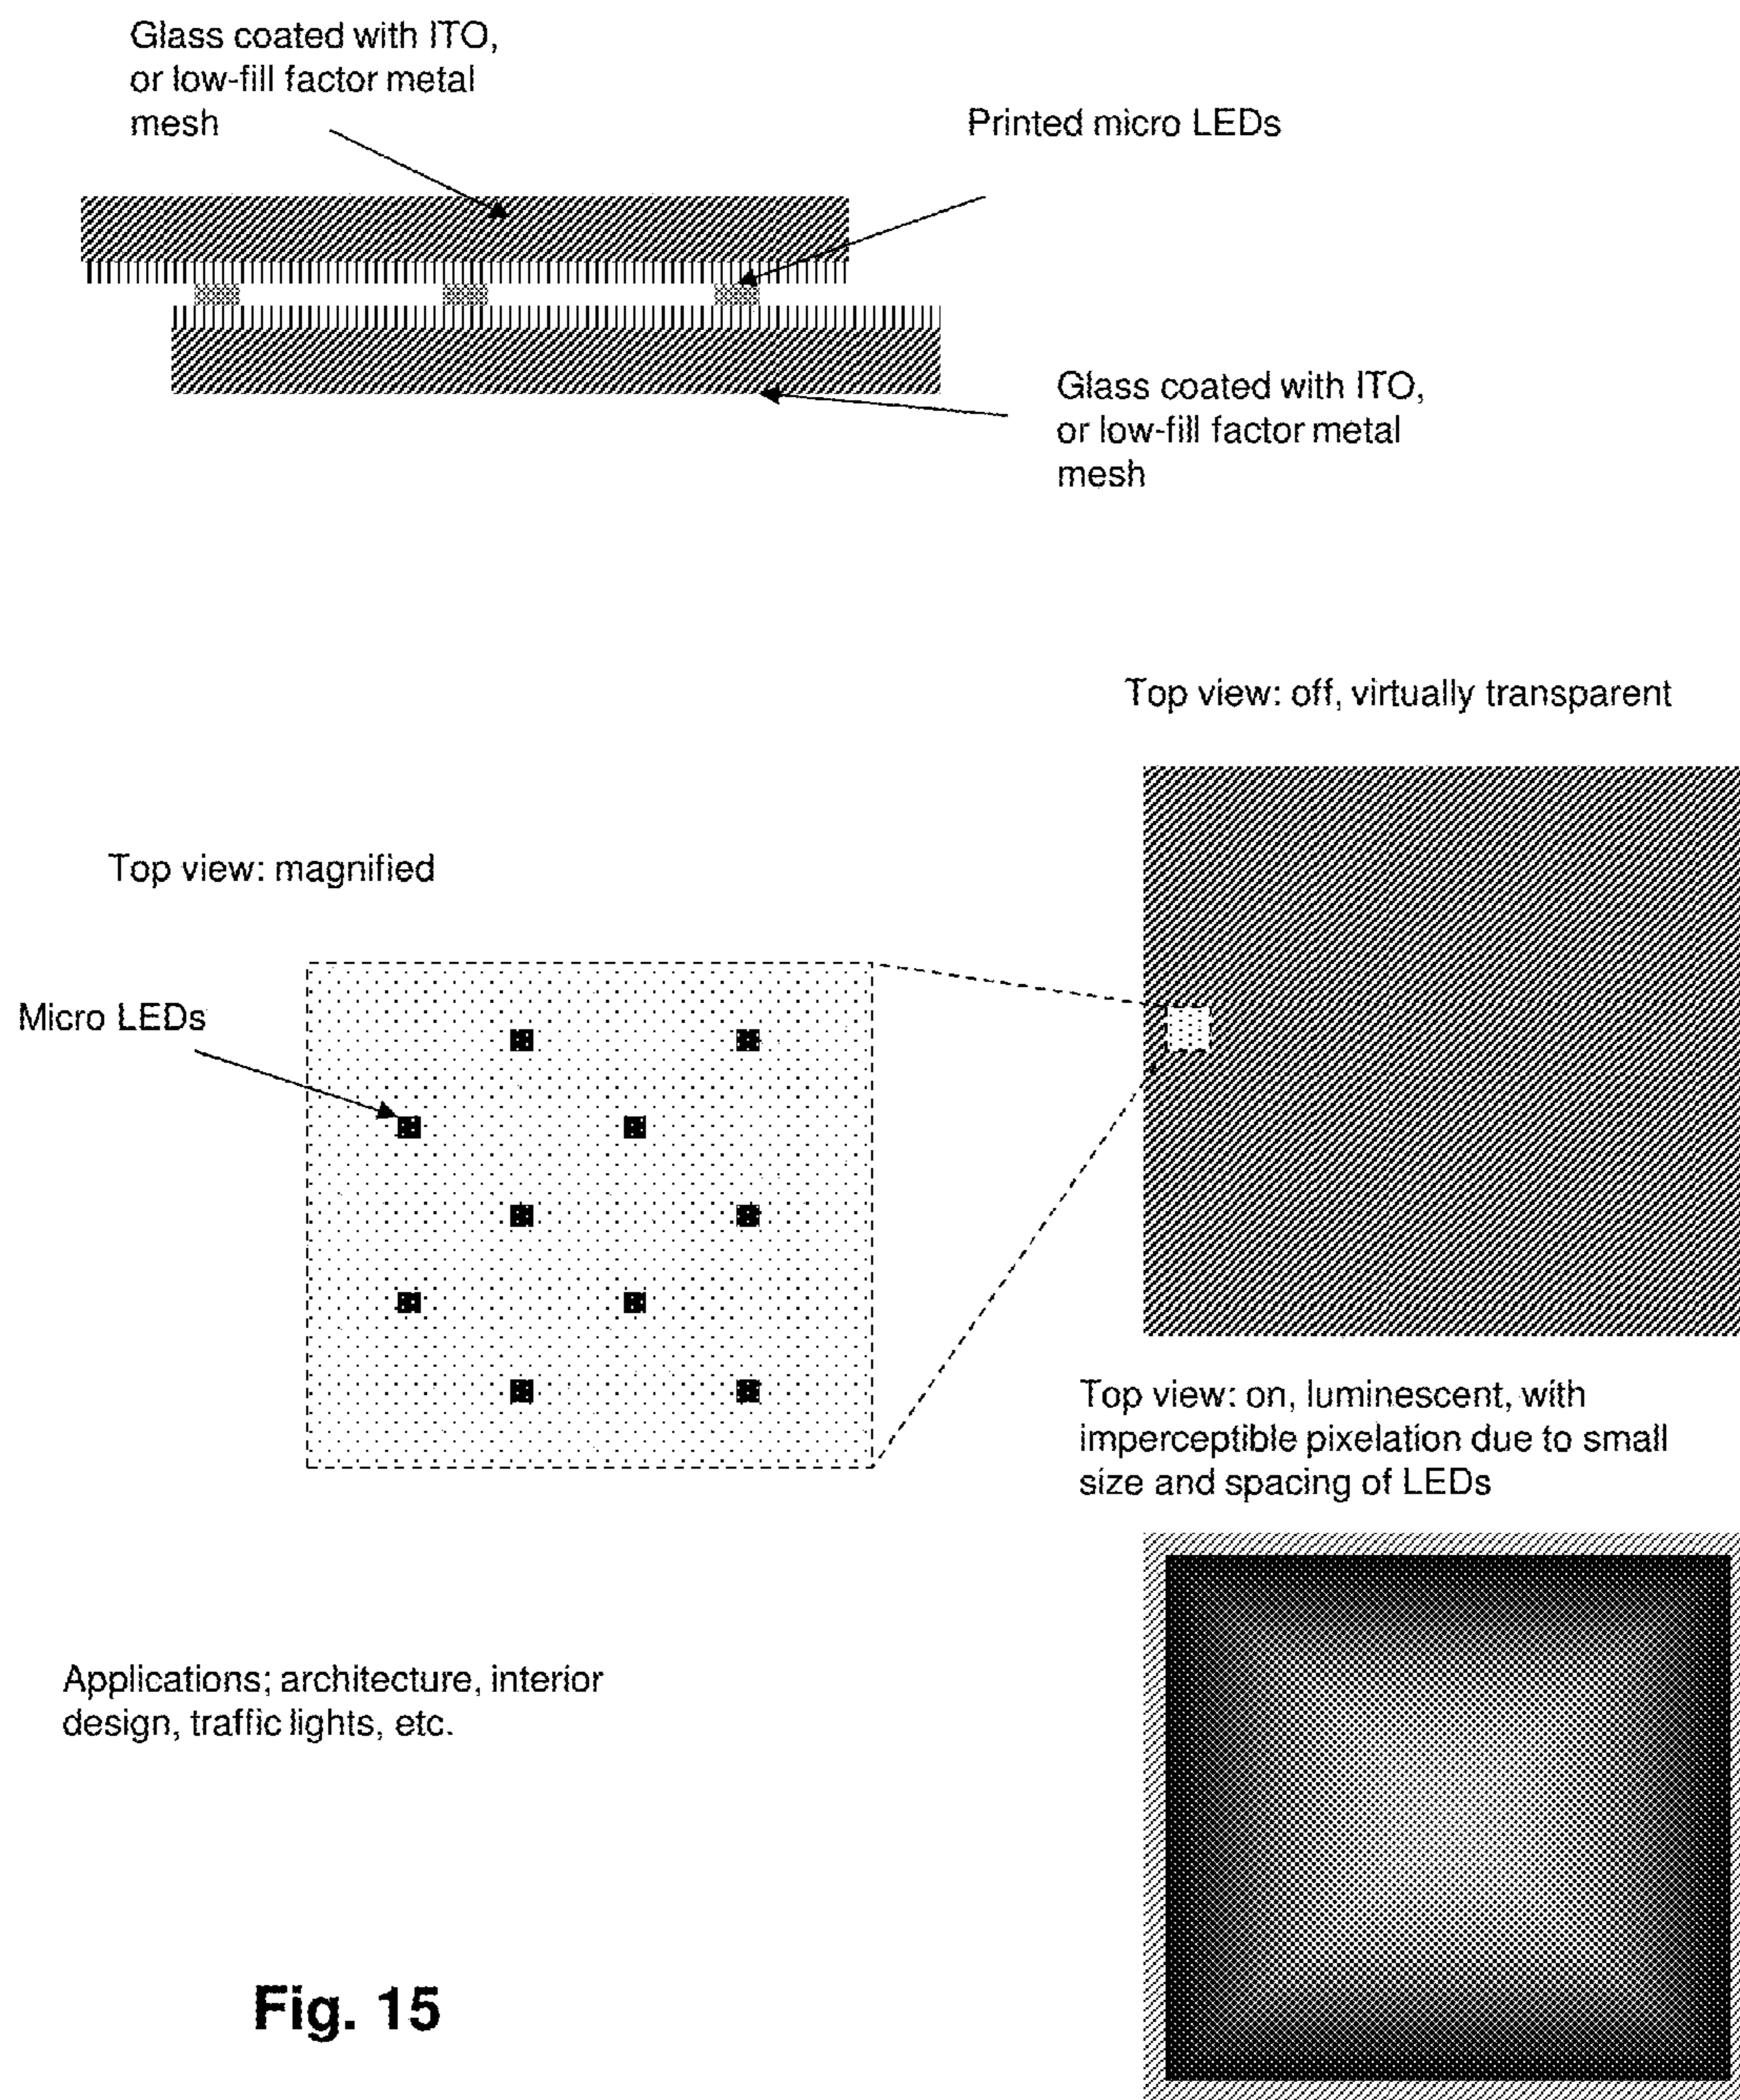 Glass coated with ITO,
or low-fill factor metal
mesh
Printed micro LEDs
Glass coated with ITO,
or low-fill factor metal
mesh
Top view: off, virtually transparent
Top view: magnified
Micro LEDs
Top view: on, luminescent, with
imperceptible pixelation due to small
size and spacing of LEDs
Applications; architecture, interior
design, traffic lights, etc.
Fig. 15